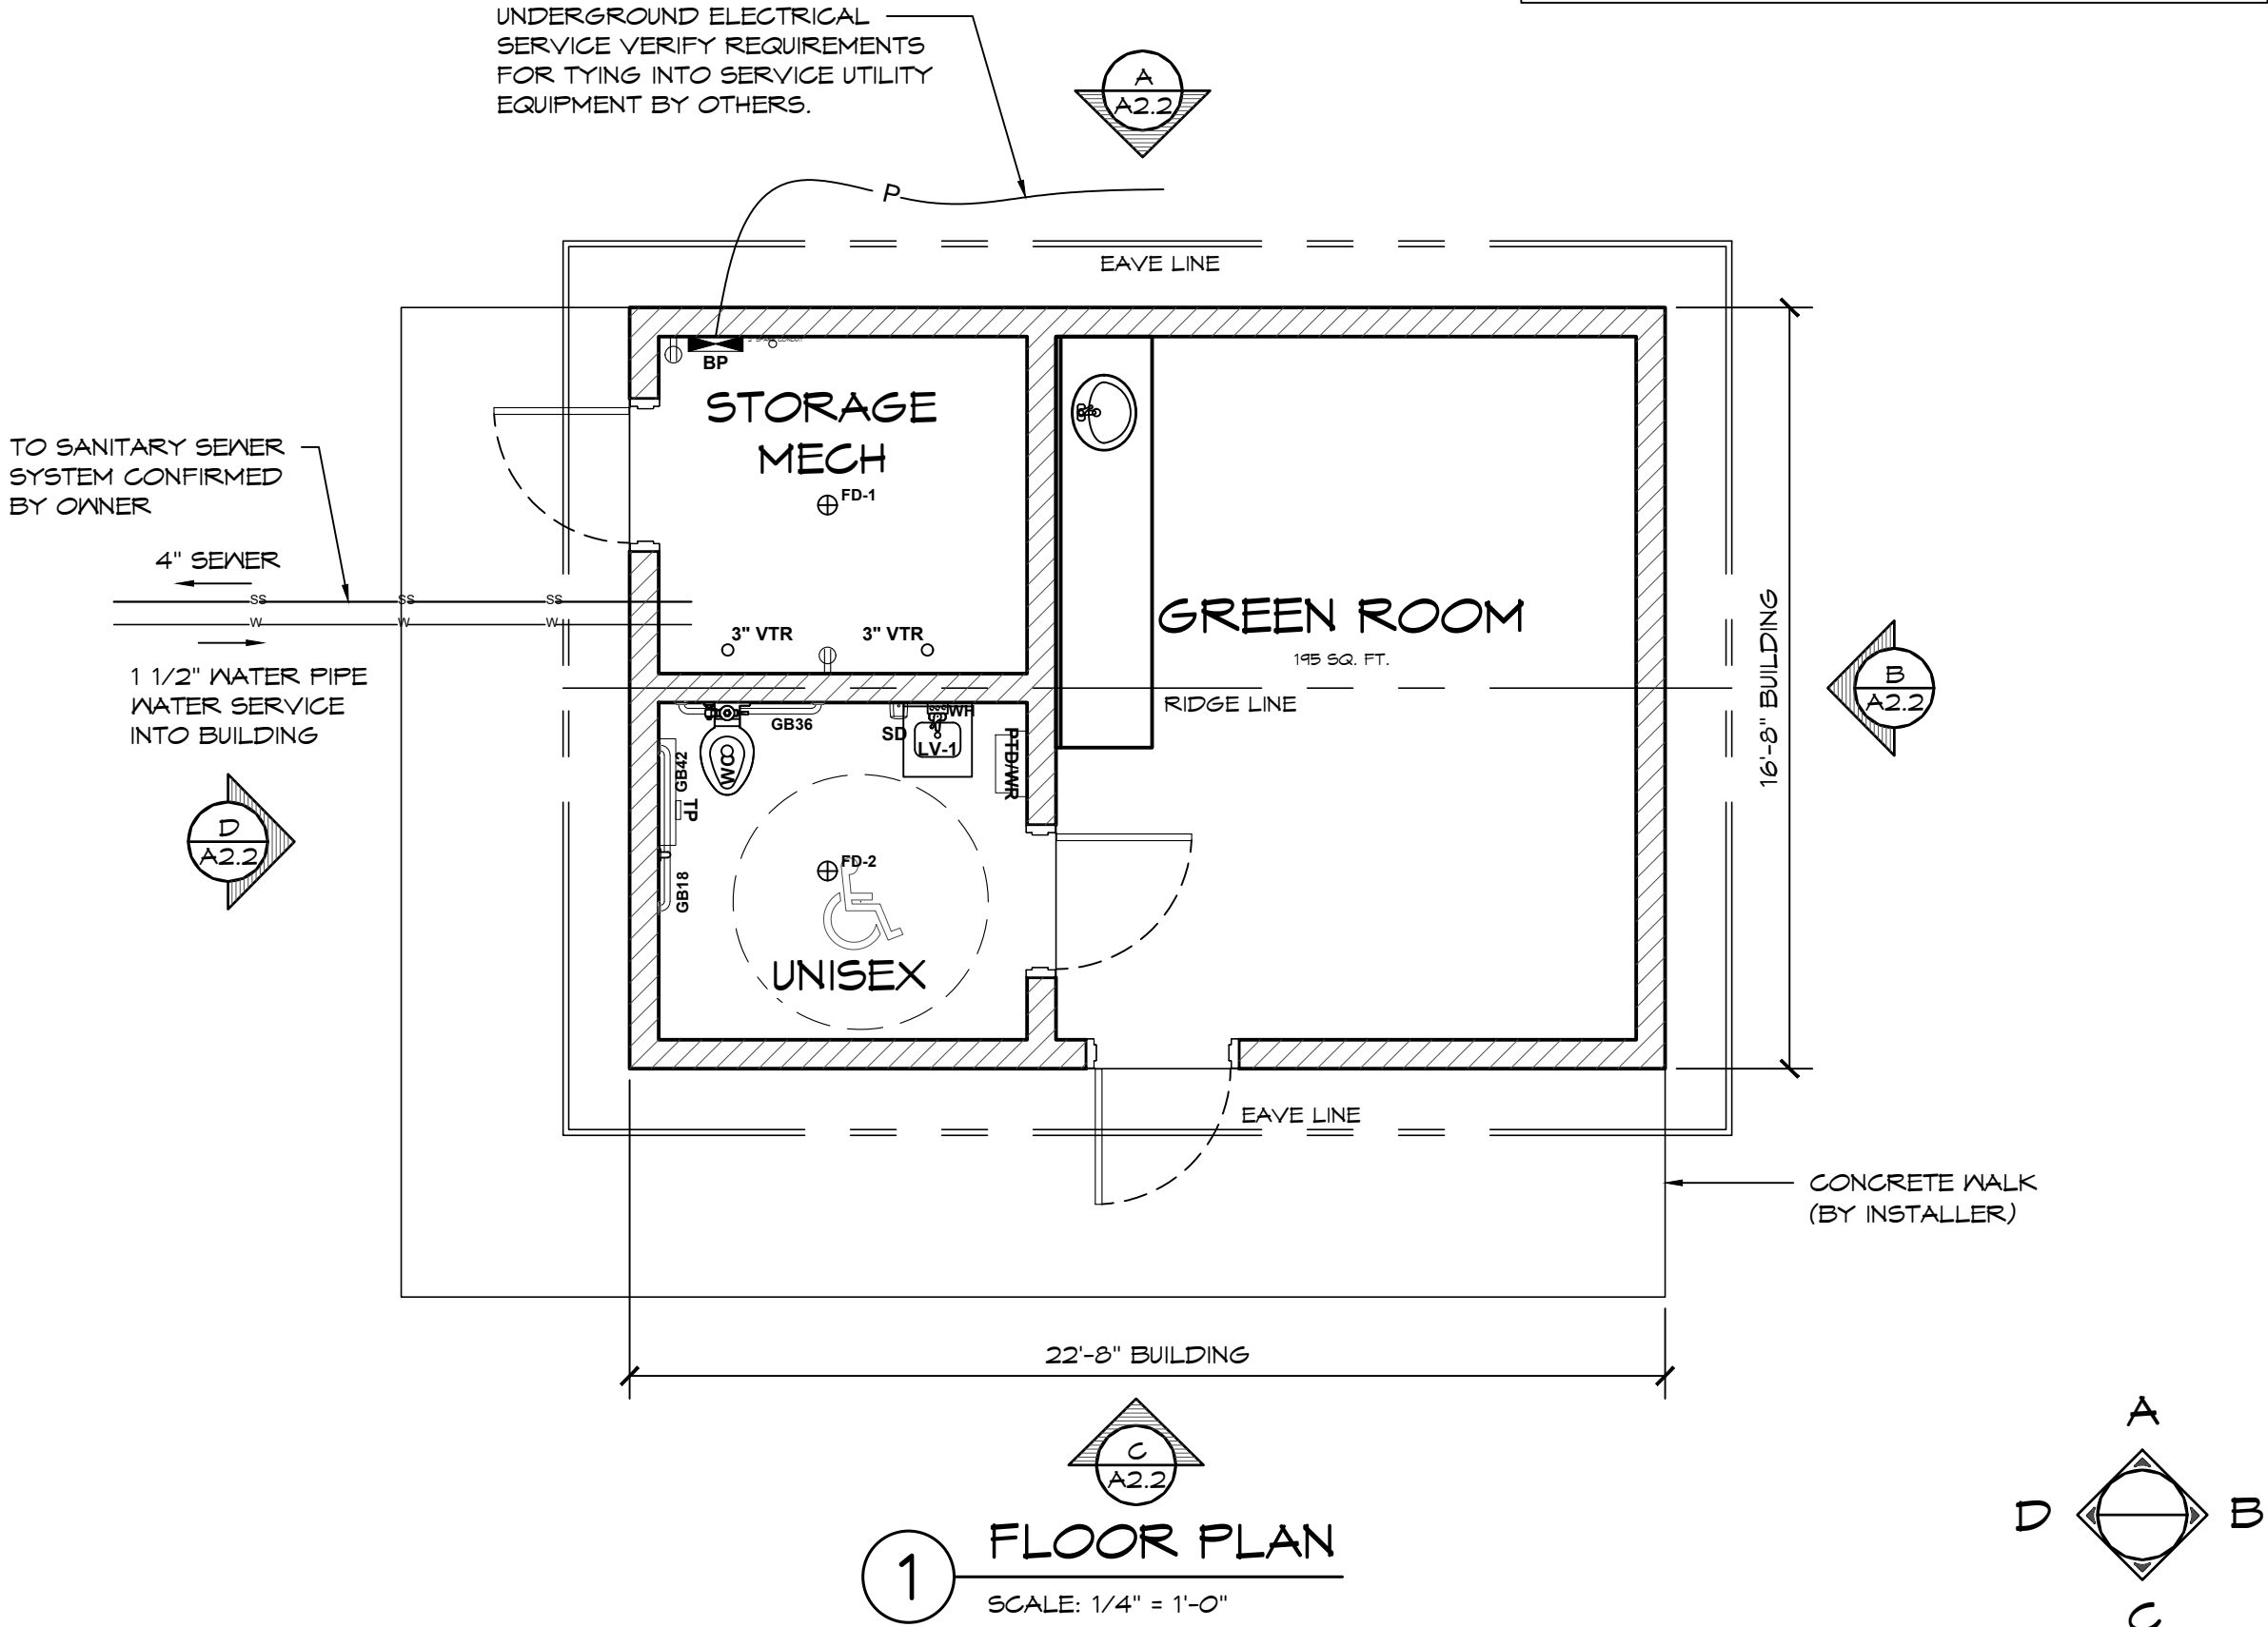 UNDERGROUND ELECTRICAL
SERVICE VERIFY REQUIREMENTS
FOR TYING INTO SERVICE UTILITY
EQUIPMENT BY OTHERS.
A
A2.2
P
EAVE LINE
BP
2" SPARE CONDUIT
STORAGE
MECH
FD-1
TO SANITARY SEWER
SYSTEM CONFIRMED
BY OWNER
4" SEWER
SS SS SS
W W W
1 1/2" WATER PIPE
WATER SERVICE
INTO BUILDING
3" VTR 3" VTR
GREEN ROOM
195 SQ. FT.
RIDGE LINE
16'-8" BUILDING
B
A2.2
D
A2.2
GB36
SD
WH
LV-1
PTD/WR
WC
GB42
TP
GB18
FD-2
UNISEX
EAVE LINE
CONCRETE WALK
(BY INSTALLER)
22'-8" BUILDING
C
A2.2
1
FLOOR PLAN
SCALE: 1/4" = 1'-0"
A
D B
C